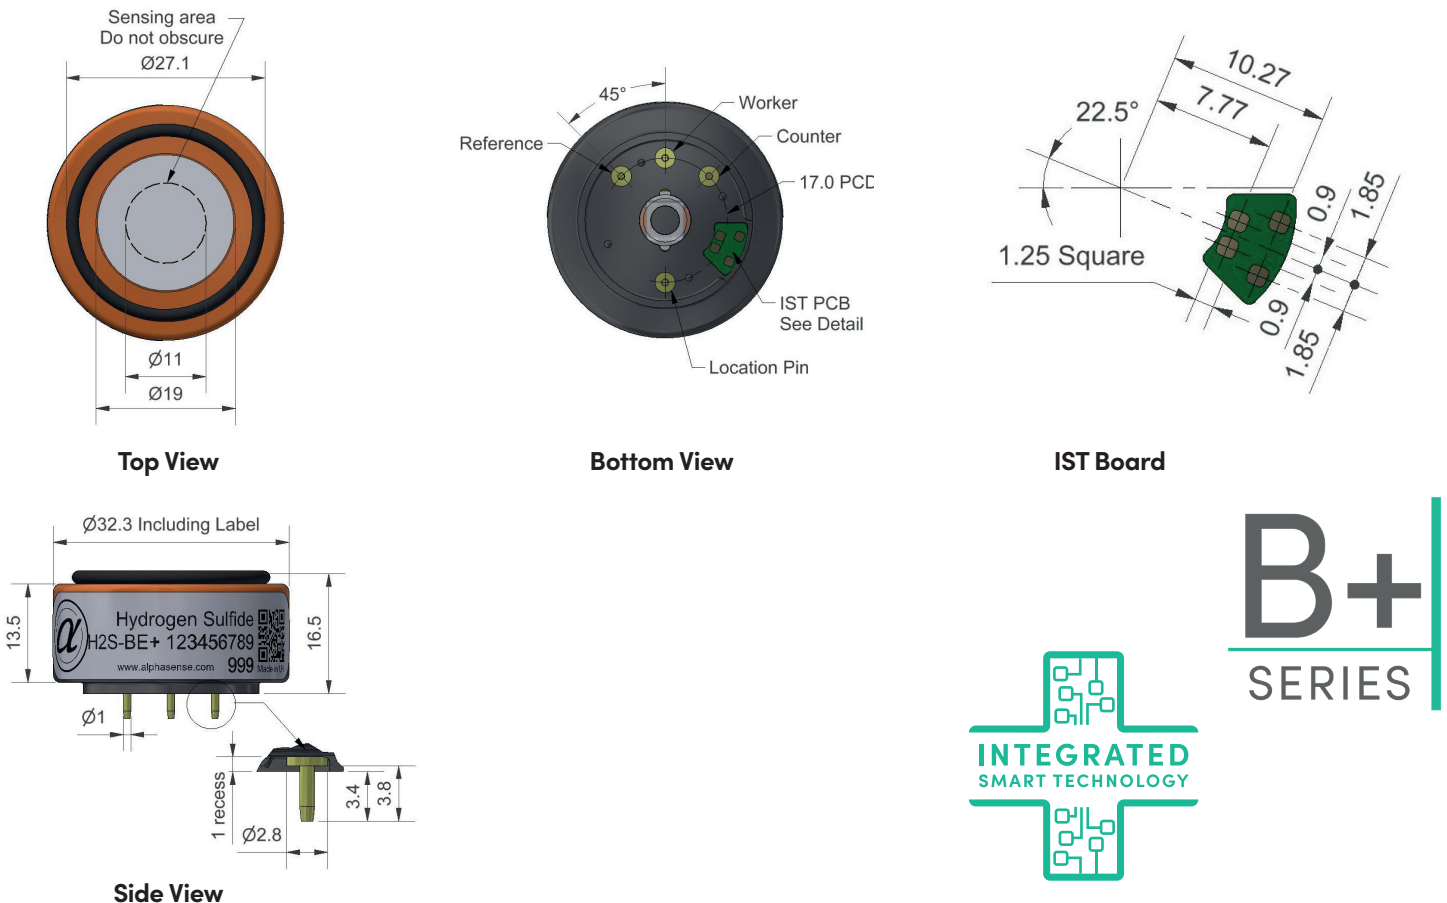 Sensing area
Do not obscure
Ø27.1
Ø11
Ø19
Top View
45°
Worker
Counter
Reference
17.0 PCD
IST PCB
See Detail
Location Pin
Bottom View
10.27
7.77
22.5°
0.9
1.85
1.25 Square
0.9
1.85
IST Board
Ø32.3 Including Label
13.5
16.5
α
Hydrogen Sulfide
H2S-BE+ 123456789
www.alphasense.com 999 Made in
Ø1
1 recess
3.4
3.8
Ø2.8
Side View
B+
SERIES
INTEGRATED
SMART TECHNOLOGY